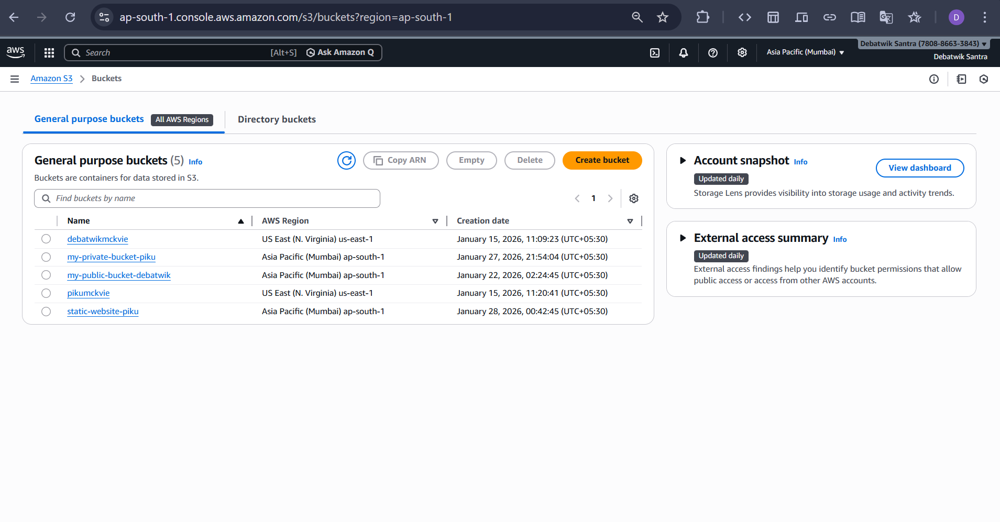 ap-south-1.console.aws.amazon.com/s3/buckets?region=ap-south-1
D
aws
Search [Alt+S] Ask Amazon Q
Asia Pacific (Mumbai)
Debatwik Santra (7808-8663-3843)
Debatwik Santra
Amazon S3 Buckets
General purpose buckets All AWS Regions Directory buckets
General purpose buckets (5) Info
Copy ARN Empty Delete Create bucket
Buckets are containers for data stored in S3.
Find buckets by name
1
Name AWS Region Creation date
debatwikmckvie US East (N. Virginia) us-east-1 January 15, 2026, 11:09:23 (UTC+05:30)
my-private-bucket-piku Asia Pacific (Mumbai) ap-south-1 January 27, 2026, 21:54:04 (UTC+05:30)
my-public-bucket-debatwik Asia Pacific (Mumbai) ap-south-1 January 22, 2026, 02:24:45 (UTC+05:30)
pikumckvie US East (N. Virginia) us-east-1 January 15, 2026, 11:20:41 (UTC+05:30)
static-website-piku Asia Pacific (Mumbai) ap-south-1 January 28, 2026, 00:42:45 (UTC+05:30)
Account snapshot Info
View dashboard
Updated daily
Storage Lens provides visibility into storage usage and activity trends.
External access summary Info
Updated daily
External access findings help you identify bucket permissions that allow
public access or access from other AWS accounts.